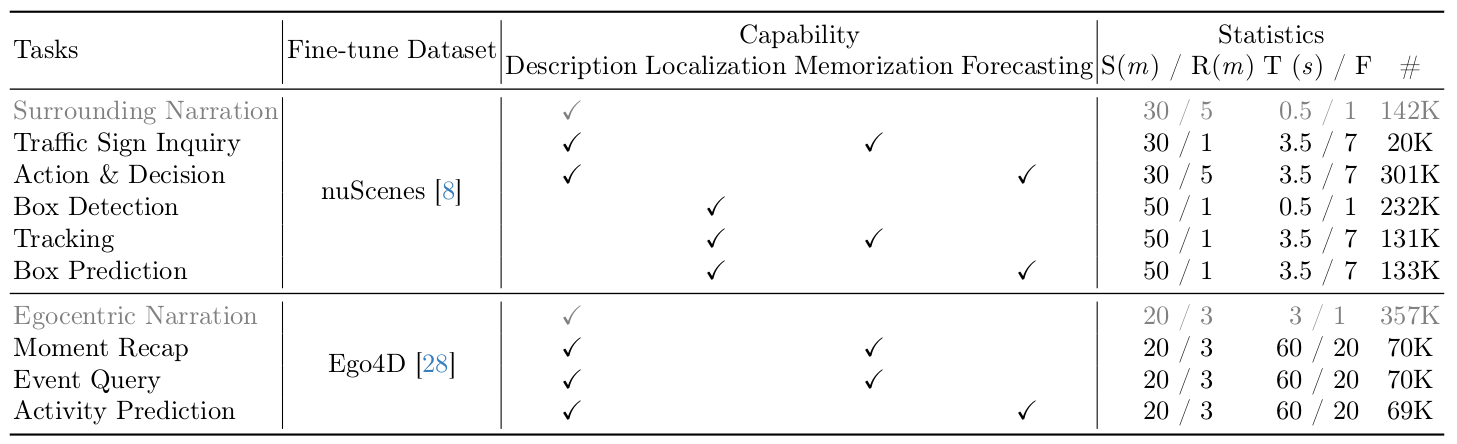 Tasks Fine-tune Dataset Capability Statistics
Description Localization Memorization Forecasting S(m) / R(m) T (s) / F #
Surrounding Narration ✓ 30 / 5 0.5 / 1 142K
Traffic Sign Inquiry ✓ ✓ 30 / 1 3.5 / 7 20K
Action & Decision ✓ ✓ 30 / 5 3.5 / 7 301K
nuScenes [8]
Box Detection ✓ 50 / 1 0.5 / 1 232K
Tracking ✓ ✓ 50 / 1 3.5 / 7 131K
Box Prediction ✓ ✓ 50 / 1 3.5 / 7 133K
Egocentric Narration ✓ 20 / 3 3 / 1 357K
Moment Recap ✓ ✓ 20 / 3 60 / 20 70K
Ego4D [28]
Event Query ✓ ✓ 20 / 3 60 / 20 70K
Activity Prediction ✓ ✓ 20 / 3 60 / 20 69K